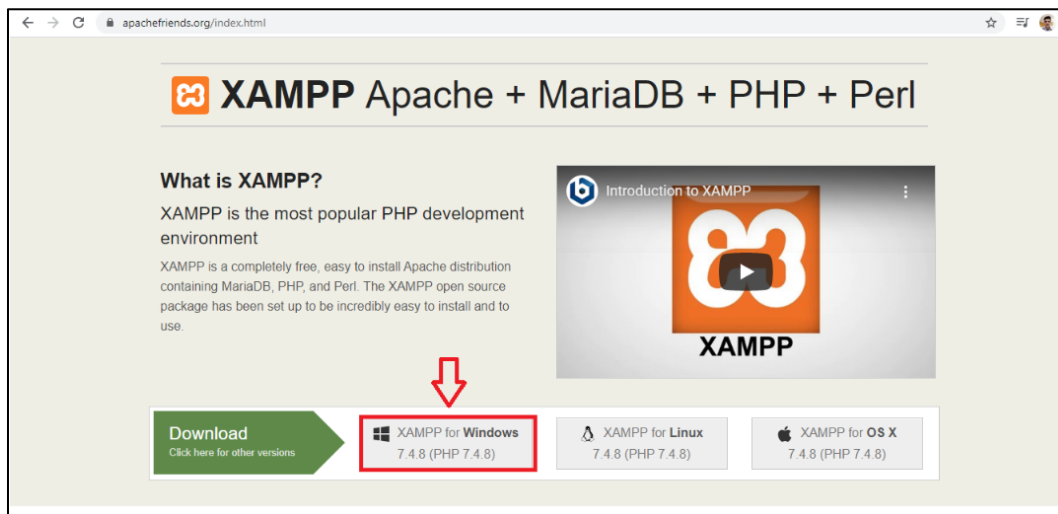 apachefriends.org/index.html
XAMPP Apache + MariaDB + PHP + Perl
What is XAMPP?
XAMPP is the most popular PHP development
environment
XAMPP is a completely free, easy to install Apache distribution
containing MariaDB, PHP, and Perl. The XAMPP open source
package has been set up to be incredibly easy to install and to
use.
Introduction to XAMPP
XAMPP
Download
Click here for other versions
XAMPP for Windows
7.4.8 (PHP 7.4.8)
XAMPP for Linux
7.4.8 (PHP 7.4.8)
XAMPP for OS X
7.4.8 (PHP 7.4.8)